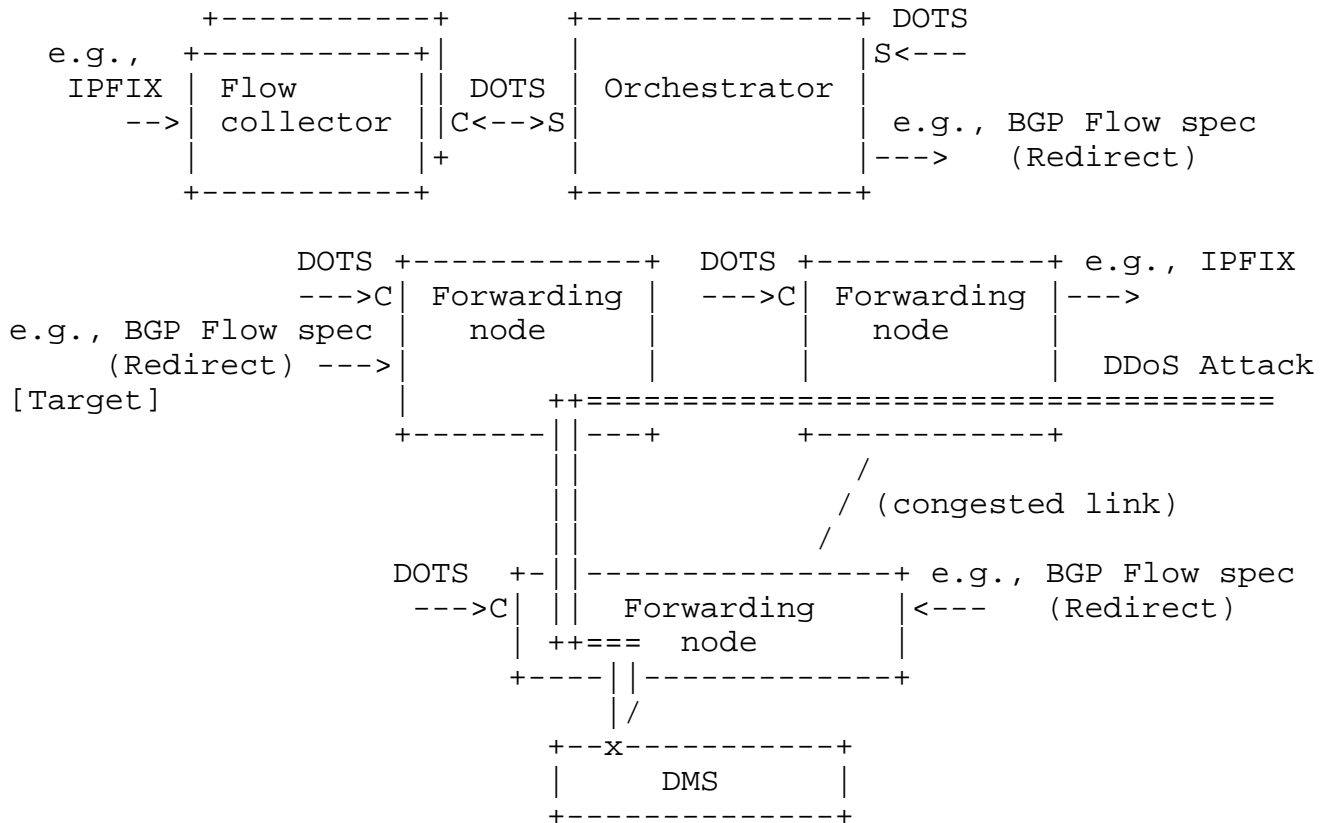 DOTS
e.g.,
S<---
IPFIX Flow DOTS Orchestrator
--> collector C<-->S e.g., BGP Flow spec
---> (Redirect)
DOTS DOTS e.g., IPFIX
--->C Forwarding --->C Forwarding --->
e.g., BGP Flow spec node node
(Redirect) ---> DDoS Attack
[Target]
(congested link)
DOTS e.g., BGP Flow spec
--->C Forwarding <--- (Redirect)
node
x
DMS